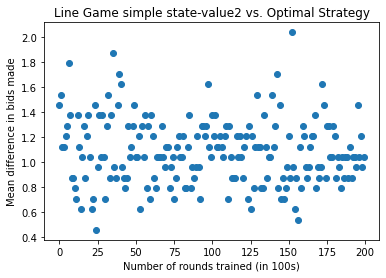 Line Game simple state-value2 vs. Optimal Strategy
Mean difference in bids made
2.0
1.8
1.6
1.4
1.2
1.0
0.8
0.6
0.4
0 25 50 75 100 125 150 175 200
Number of rounds trained (in 100s)